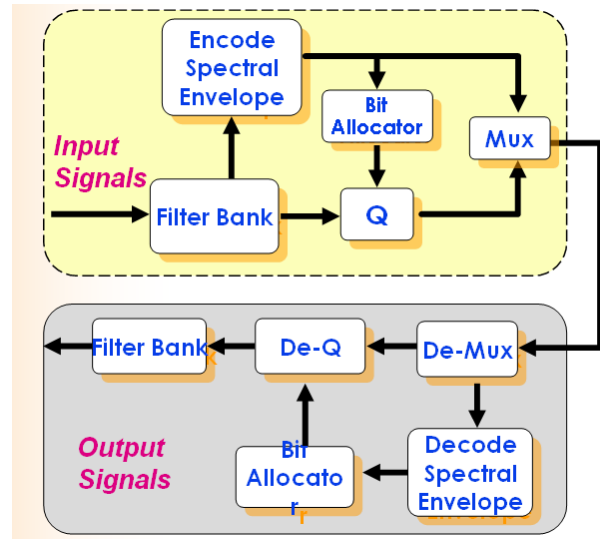 Encode
Spectral
Envelope
Bit
Allocator
Mux
Input
Signals
Filter Bank
Q
Filter Bank
De-Q
De-Mux
Output
Signals
Bit
Allocato
r
Decode
Spectral
Envelope